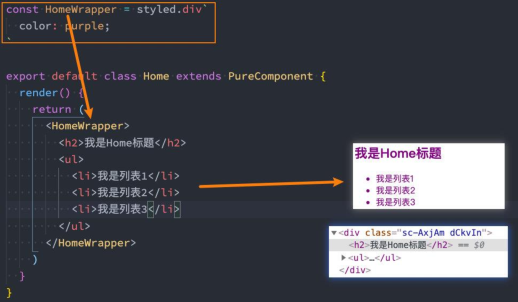 const HomeWrapper = styled.div`
color: purple;
`
export default class Home extends PureComponent {
render() {
return (
<HomeWrapper>
<h2>我是Home标题</h2>
<ul>
<li>我是列表1</li>
<li>我是列表2</li>
<li>我是列表3</li>
</ul>
</HomeWrapper>
)
}
}
我是Home标题
• 我是列表1
• 我是列表2
• 我是列表3
▼<div class="sc-AxjAm dCkvIn">
<h2>我是Home标题</h2> == $0
▶<ul>…</ul>
</div>